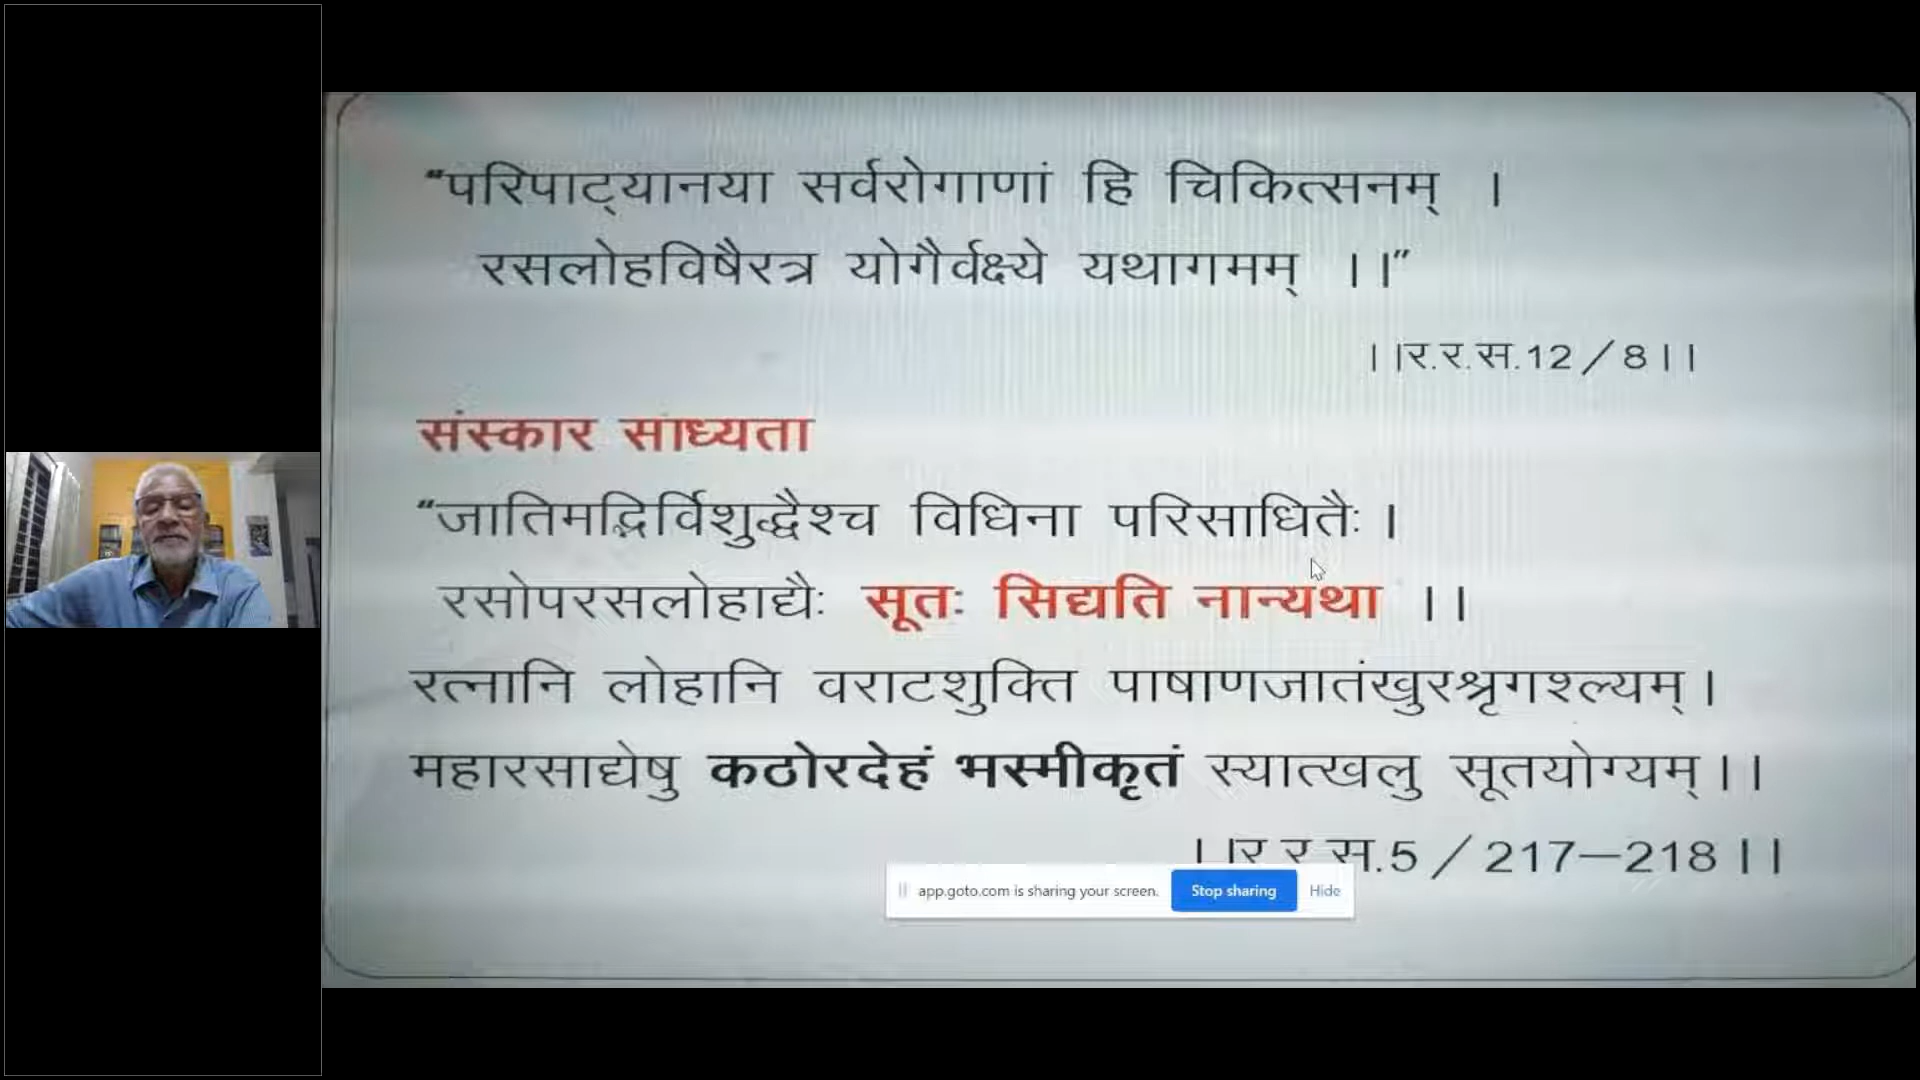 “परिपाट्यानया सर्वरोगाणां हि चिकित्सनम् ।
रसलोहविषैरत्र योगैर्वक्ष्ये यथागमम् ।।”
।।र.र.स.12/8।।
संस्कार साध्यता
“जातिमद्भिर्विशुद्धैश्च विधिना परिसाधितैः ।
रसोपरसलोहाद्यैः सूतः सिद्यति नान्यथा ।।
रत्नानि लोहानि वराटशुक्ति पाषाणजातंखुरश्रृगश्ल्यम् ।
महारसाद्येषु कठोरदेहं भस्मीकृतं स्यात्खलु सूतयोग्यम् ।।
।।र र स.5/217–218।।
app.goto.com is sharing your screen. Stop sharing Hide